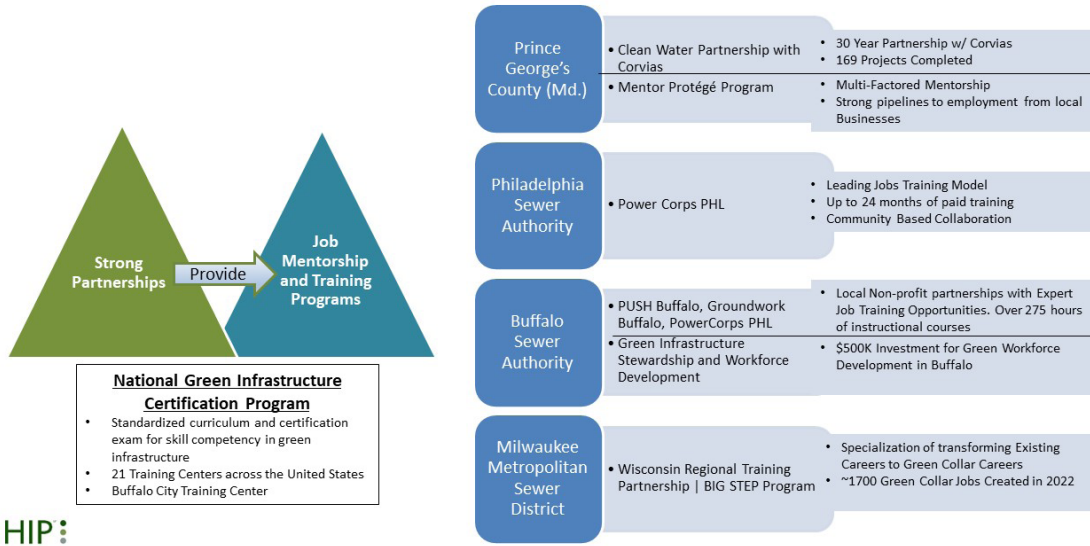 Strong
Partnerships
Provide
Job
Mentorship
and Training
Programs
National Green Infrastructure
Certification Program
• Standardized curriculum and certification
exam for skill competency in green
infrastructure
• 21 Training Centers across the United States
• Buffalo City Training Center
HIP
Prince
George's
County (Md.)
• Clean Water Partnership with
Corvias
• 30 Year Partnership w/ Corvias
• 169 Projects Completed
• Mentor Protégé Program
• Multi-Factored Mentorship
• Strong pipelines to employment from local
Businesses
Philadelphia
Sewer
Authority
• Power Corps PHL
• Leading Jobs Training Model
• Up to 24 months of paid training
• Community Based Collaboration
Buffalo
Sewer
Authority
• PUSH Buffalo, Groundwork
Buffalo, PowerCorps PHL
• Local Non-profit partnerships with Expert
Job Training Opportunities. Over 275 hours
of instructional courses
• Green Infrastructure
Stewardship and Workforce
Development
• $500K Investment for Green Workforce
Development in Buffalo
Milwaukee
Metropolitan
Sewer
District
• Wisconsin Regional Training
Partnership | BIG STEP Program
• Specialization of transforming Existing
Careers to Green Collar Careers
• ~1700 Green Collar Jobs Created in 2022